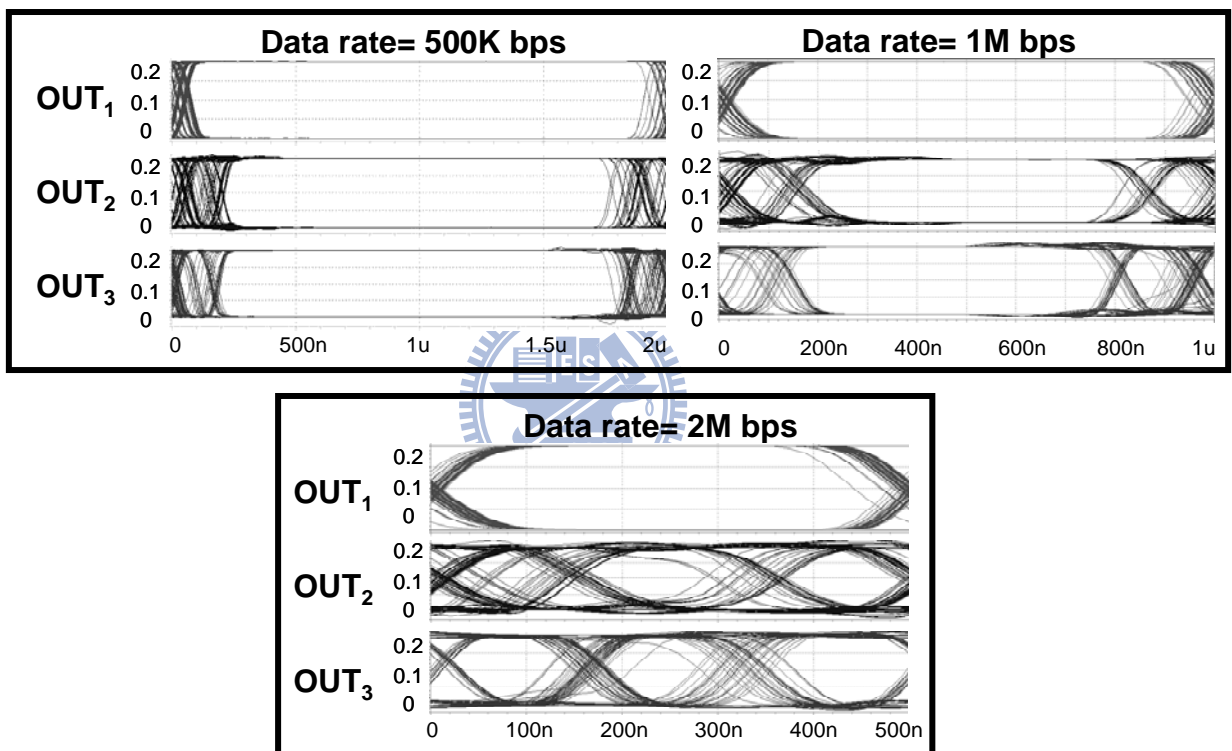 Data rate= 500K bps
OUT1
0.2
0.1
0
OUT2
0.2
0.1
0
OUT3
0.2
0.1
0
0 500n 1u 1.5u 2u
Data rate= 1M bps
0.2
0.1
0
0.2
0.1
0
0.2
0.1
0
0 200n 400n 600n 800n 1u
ES
Data rate= 2M bps
OUT1
0.2
0.1
0
OUT2
0.2
0.1
0
OUT3
0.2
0.1
0
0 100n 200n 300n 400n 500n